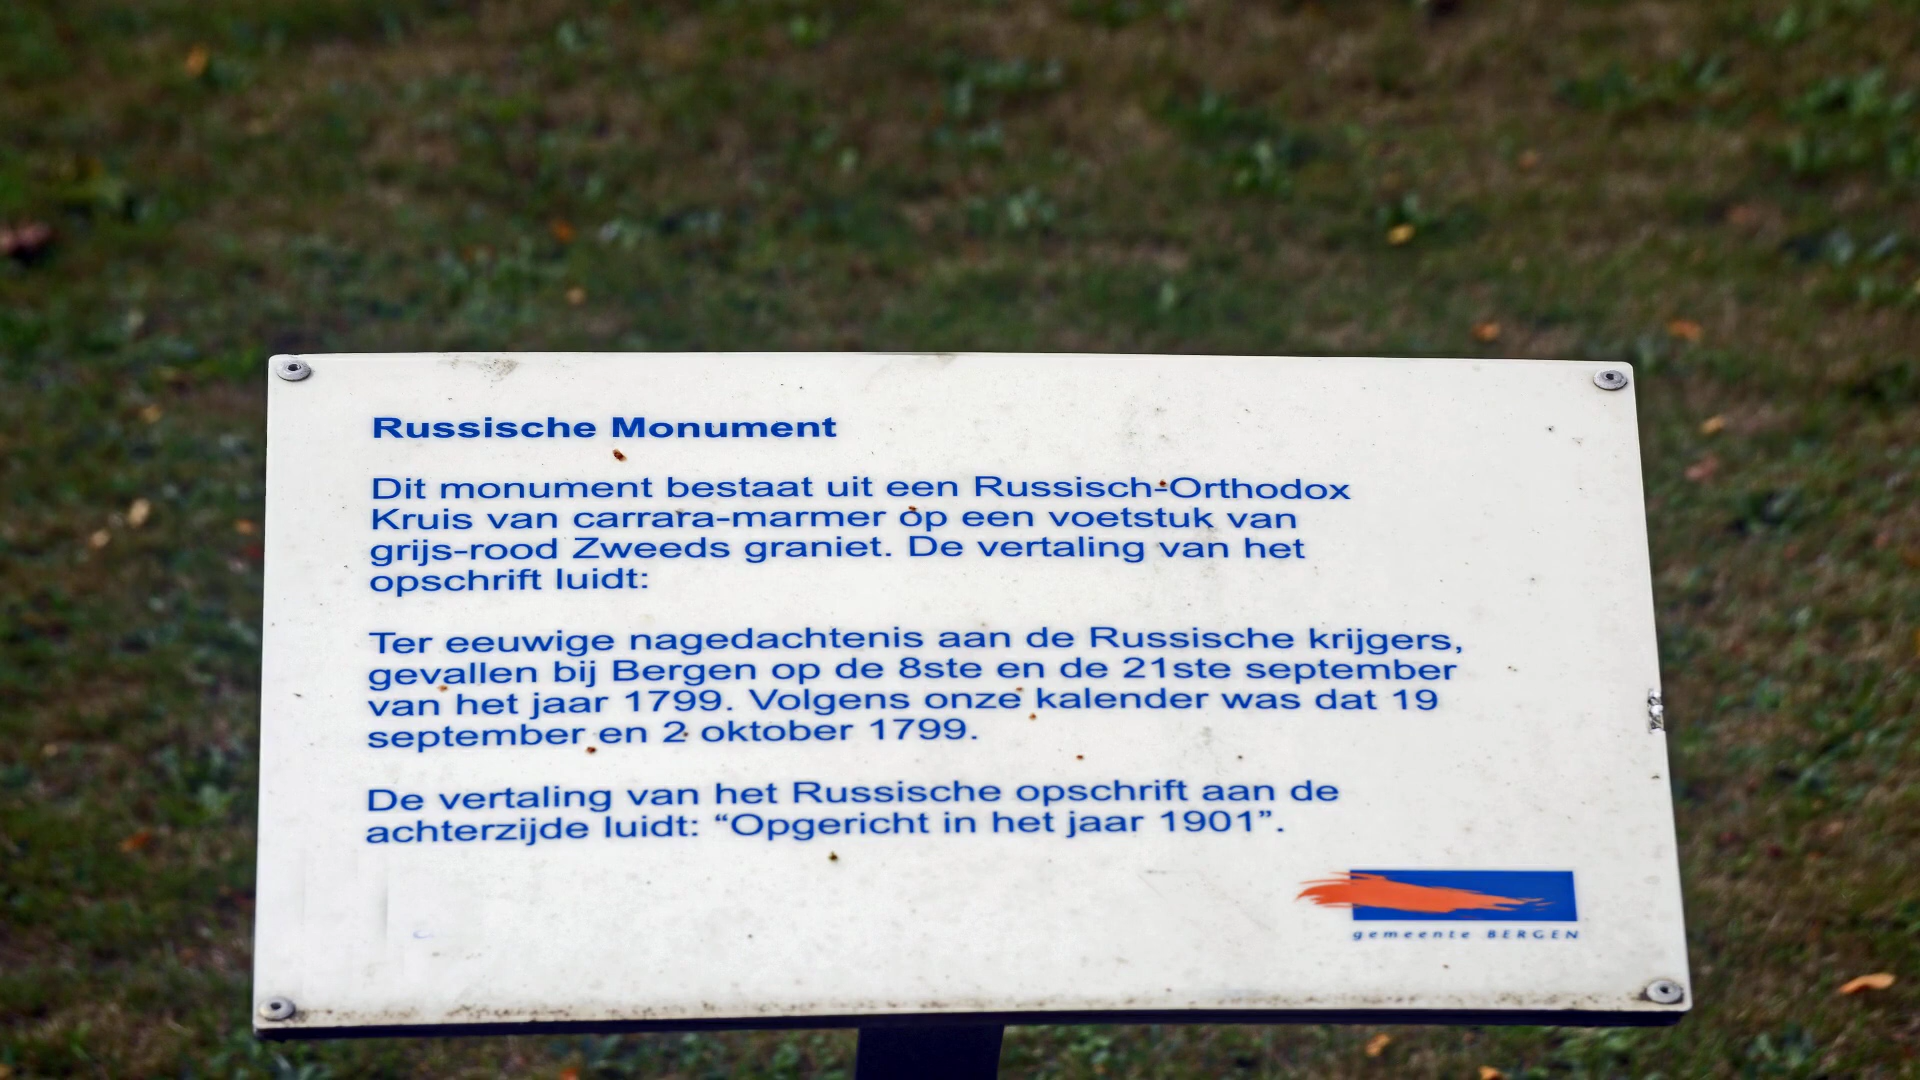 Russische Monument
Dit monument bestaat uit een Russisch-Orthodox
Kruis van carrara-marmer op een voetstuk van
grijs-rood Zweeds graniet. De vertaling van het
opschrift luidt:
Ter eeuwige nagedachtenis aan de Russische krijgers,
gevallen bij Bergen op de 8ste en de 21ste september
van het jaar 1799. Volgens onze kalender was dat 19
september en 2 oktober 1799.
De vertaling van het Russische opschrift aan de
achterzijde luidt: “Opgericht in het jaar 1901”.
gemeente BERGEN